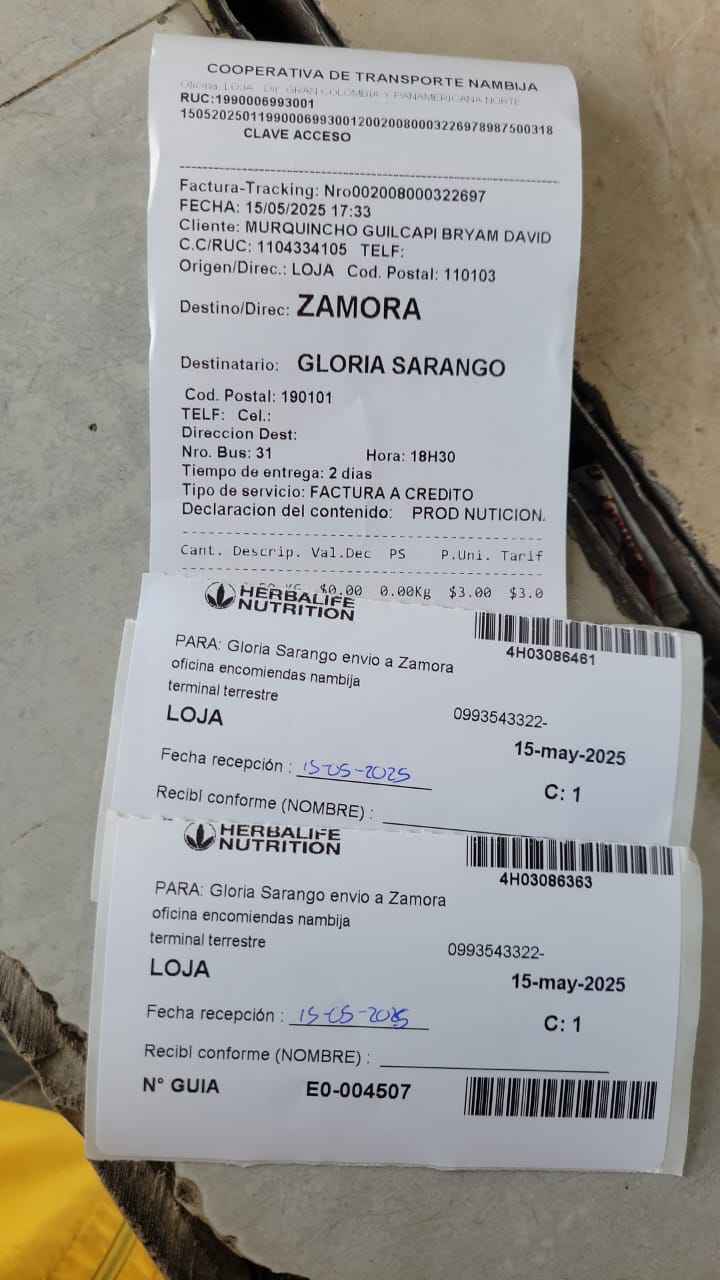 COOPERATIVA DE TRANSPORTE NAMBIJA
Oficina: LOJA Dir: GRAN COLOMBIA Y PANAMERICANA NORTE
RUC:1990006993001
1505202501199000699300120020080003226978987500318
CLAVE ACCESO
Factura-Tracking: Nro002008000322697
FECHA: 15/05/2025 17:33
Cliente: MURQUINCHO GUILCAPI BRYAM DAVID
C.C/RUC: 1104334105 TELF:
Origen/Direc.: LOJA Cod. Postal: 110103
Destino/Direc: ZAMORA
Destinatario: GLORIA SARANGO
Cod. Postal: 190101
TELF: Cel.:
Direccion Dest:
Nro. Bus: 31 Hora: 18H30
Tiempo de entrega: 2 dias
Tipo de servicio: FACTURA A CREDITO
Declaracion del contenido: PROD NUTICION.
Cant. Descrip. Val.Dec PS P.Uni. Tarif
$0.00 0.00Kg $3.00 $3.0
HERBALIFE
NUTRITION
4H03086461
PARA: Gloria Sarango envio a Zamora
oficina encomiendas nambija
terminal terrestre
LOJA
0993543322-
15-may-2025
Fecha recepción : 15-05-2025
C: 1
RecibI conforme (NOMBRE) :
HERBALIFE
NUTRITION
4H03086363
PARA: Gloria Sarango envio a Zamora
oficina encomiendas nambija
terminal terrestre
0993543322-
LOJA
15-may-2025
Fecha recepción : 15-05-2025
C: 1
RecibI conforme (NOMBRE) :
N° GUIA E0-004507